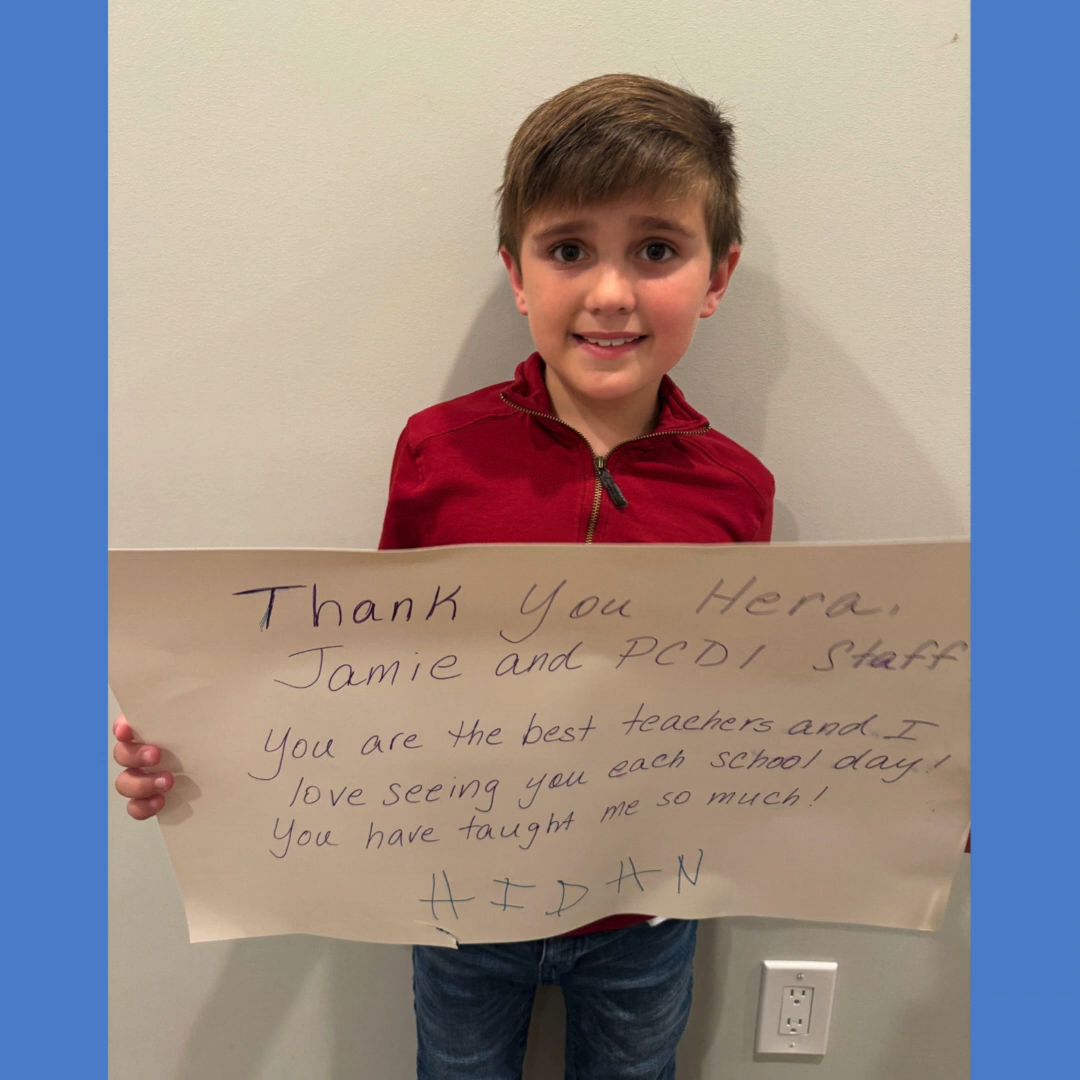 Thank You Hera,
Jamie and PCDI Staff
You are the best teachers and I
love seeing you each school day!
You have taught me so much!
AIDAN